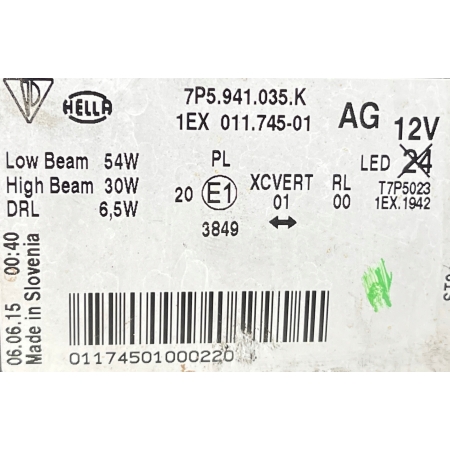 HELLA
7P5.941.035.K
1EX 011.745-01
AG 12V
LED 24
Low Beam 54W
High Beam 30W
DRL 6,5W
PL
20 E1
3849
XCVERT
01
RL
00
T7P5023
1EX.1942
06.06.15 00:40
Made in Slovenia
01174501000220